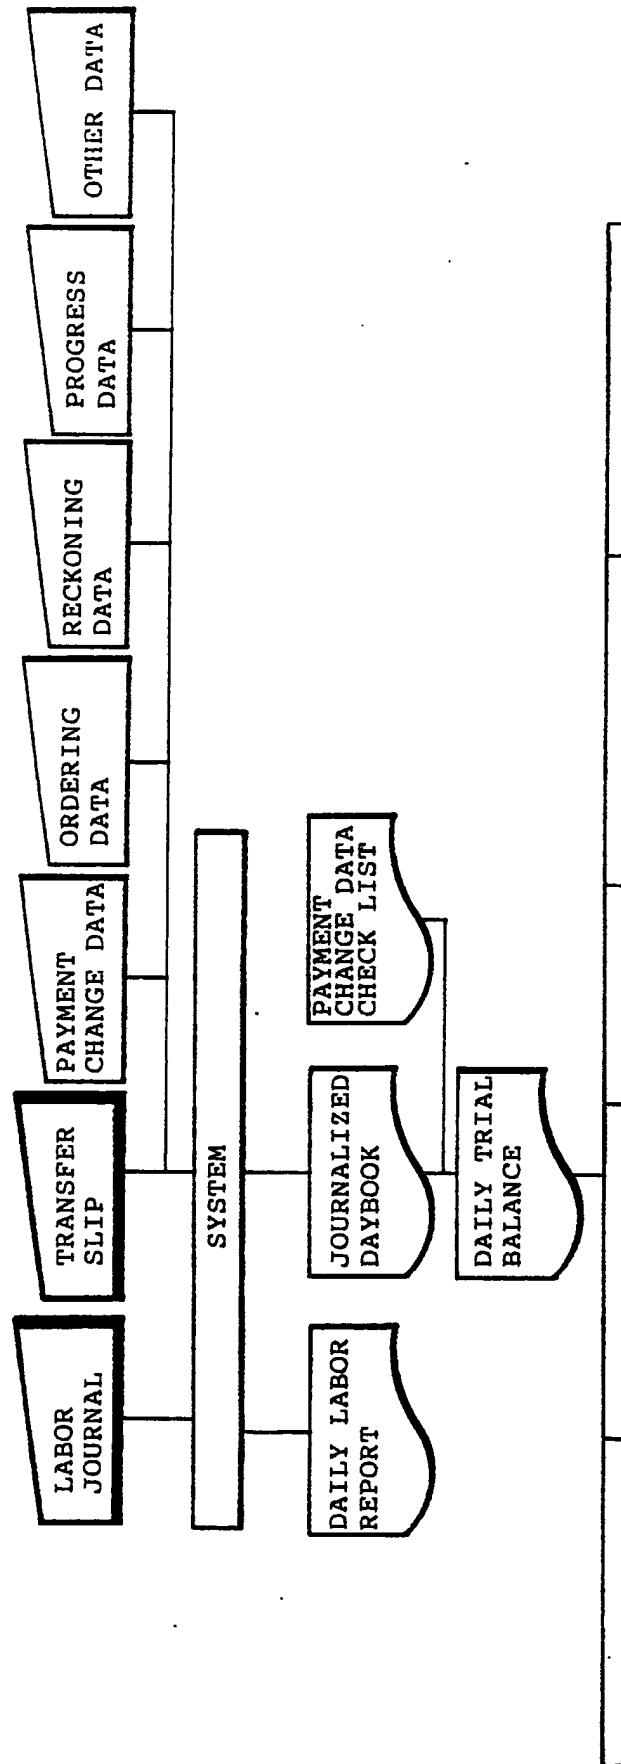 LABOR
JOURNAL
TRANSFER
SLIP
PAYMENT
CHANGE DATA
ORDERING
DATA
RECKONING
DATA
PROGRESS
DATA
OTHER DATA
SYSTEM
DAILY LABOR
REPORT
JOURNALIZED
DAYBOOK
PAYMENT
CHANGE DATA
CHECK LIST
DAILY TRIAL
BALANCE